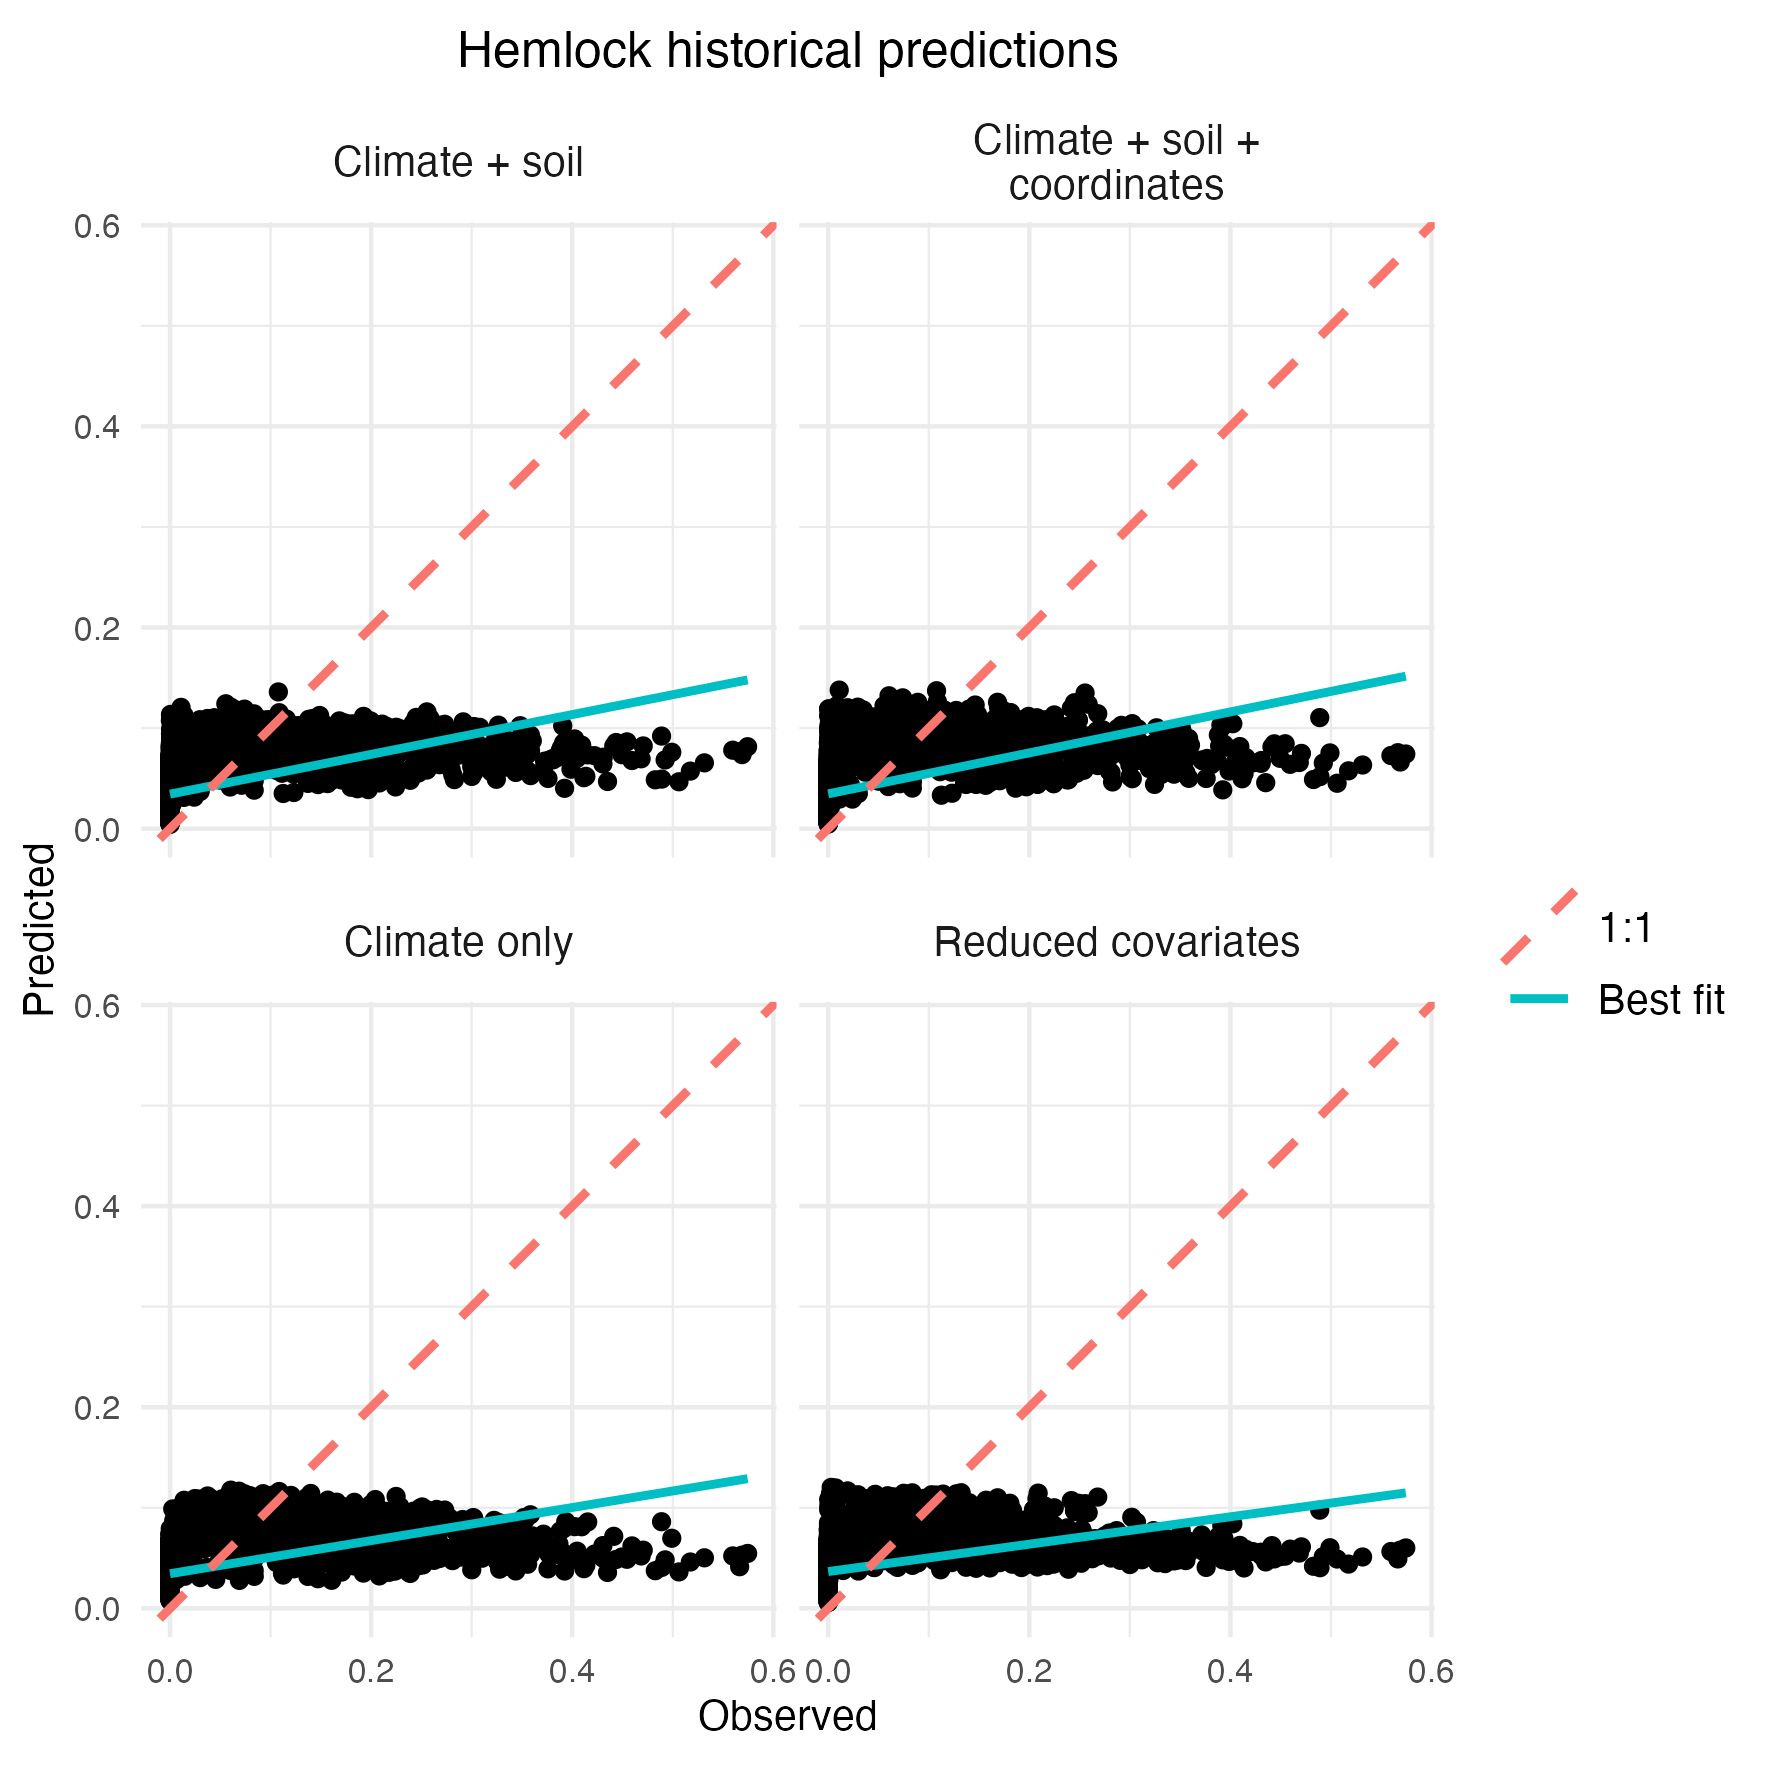 Hemlock historical predictions
Climate + soil
Climate + soil +
coordinates
0.6
0.4
0.2
0.0
Predicted
Climate only
Reduced covariates
0.6
0.4
0.2
0.0
0.0 0.2 0.4 0.6 0.0 0.2 0.4 0.6
Observed
1:1
Best fit